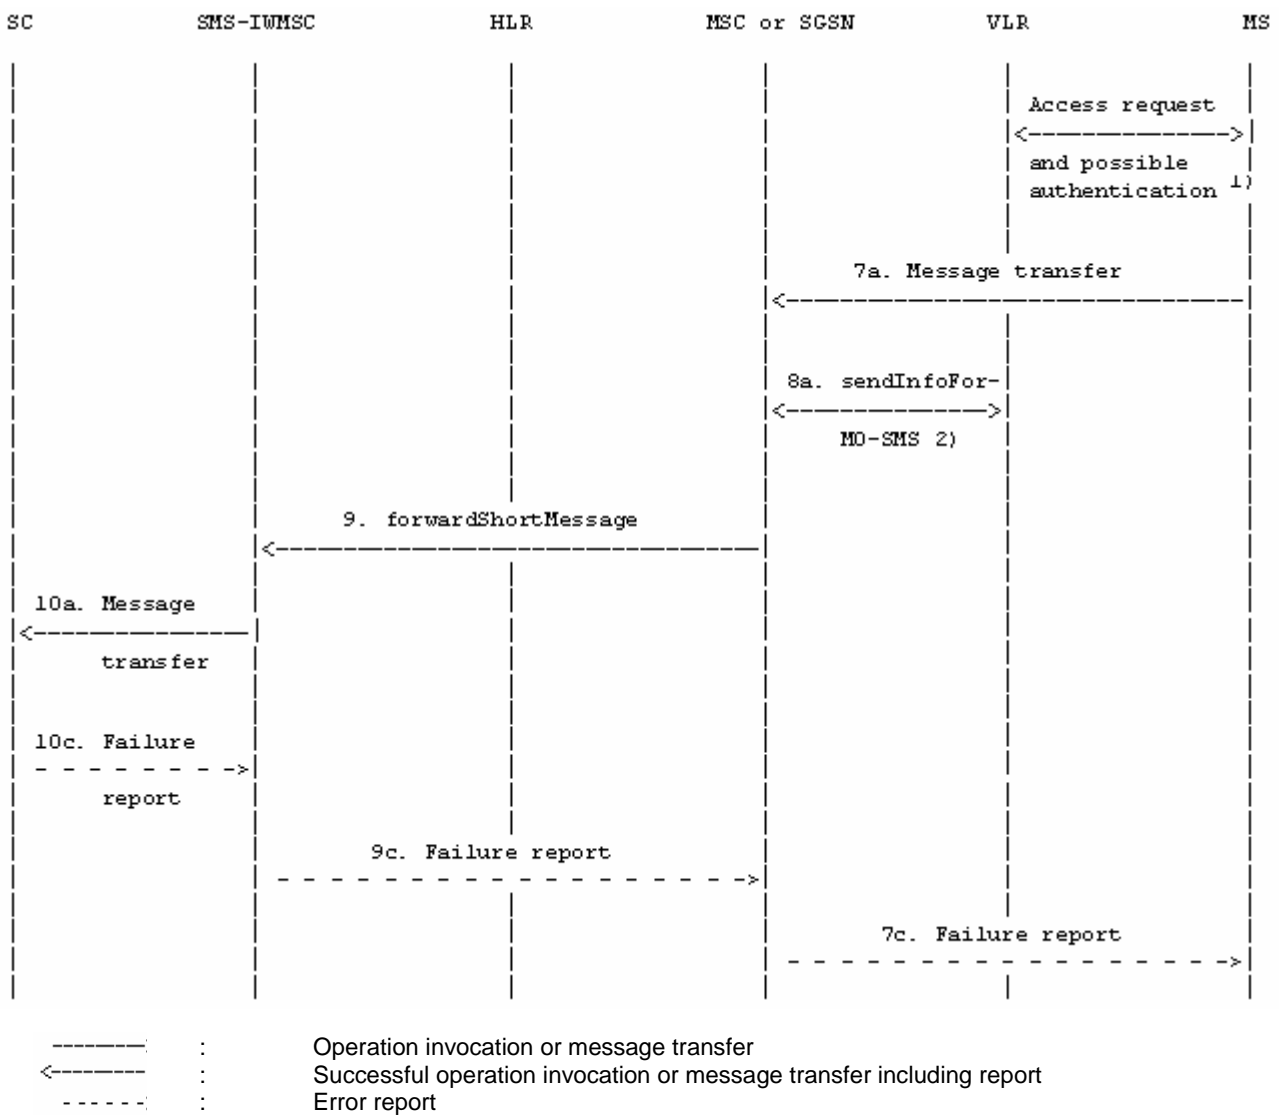 SC SMS-IWMSC HLR MSC or SGSN VLR MS
Access request
and possible
authentication 1)
7a. Message transfer
8a. sendInfoFor-
MO-SMS 2)
9. forwardShortMessage
10a. Message
transfer
10c. Failure
report
9c. Failure report
7c. Failure report
: Operation invocation or message transfer
: Successful operation invocation or message transfer including report
: Error report